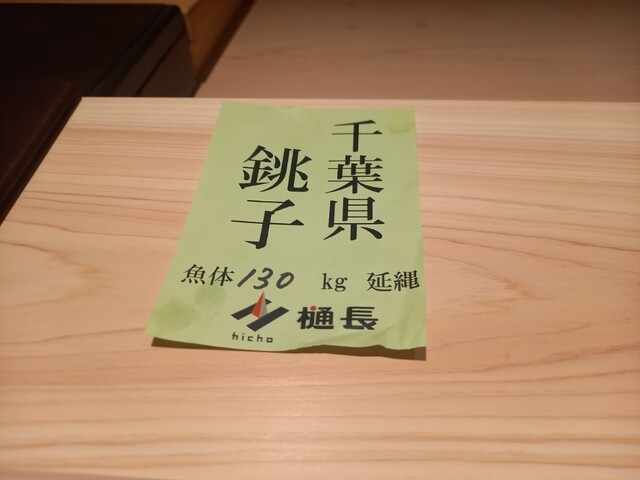 千葉県
銚子
魚体130 kg 延縄
樋長
hicho